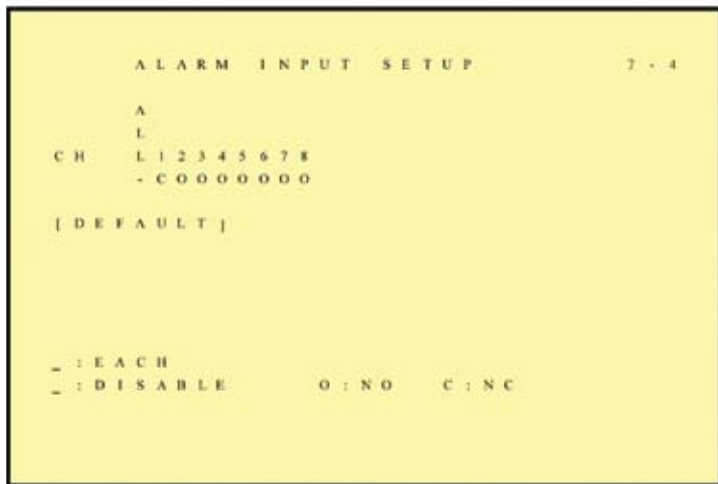 ALARM INPUT SETUP 7-4
A
L
CH L12345678
-COOOOOOO
[DEFAULT]
_:EACH
_:DISABLE O:NO C:NC